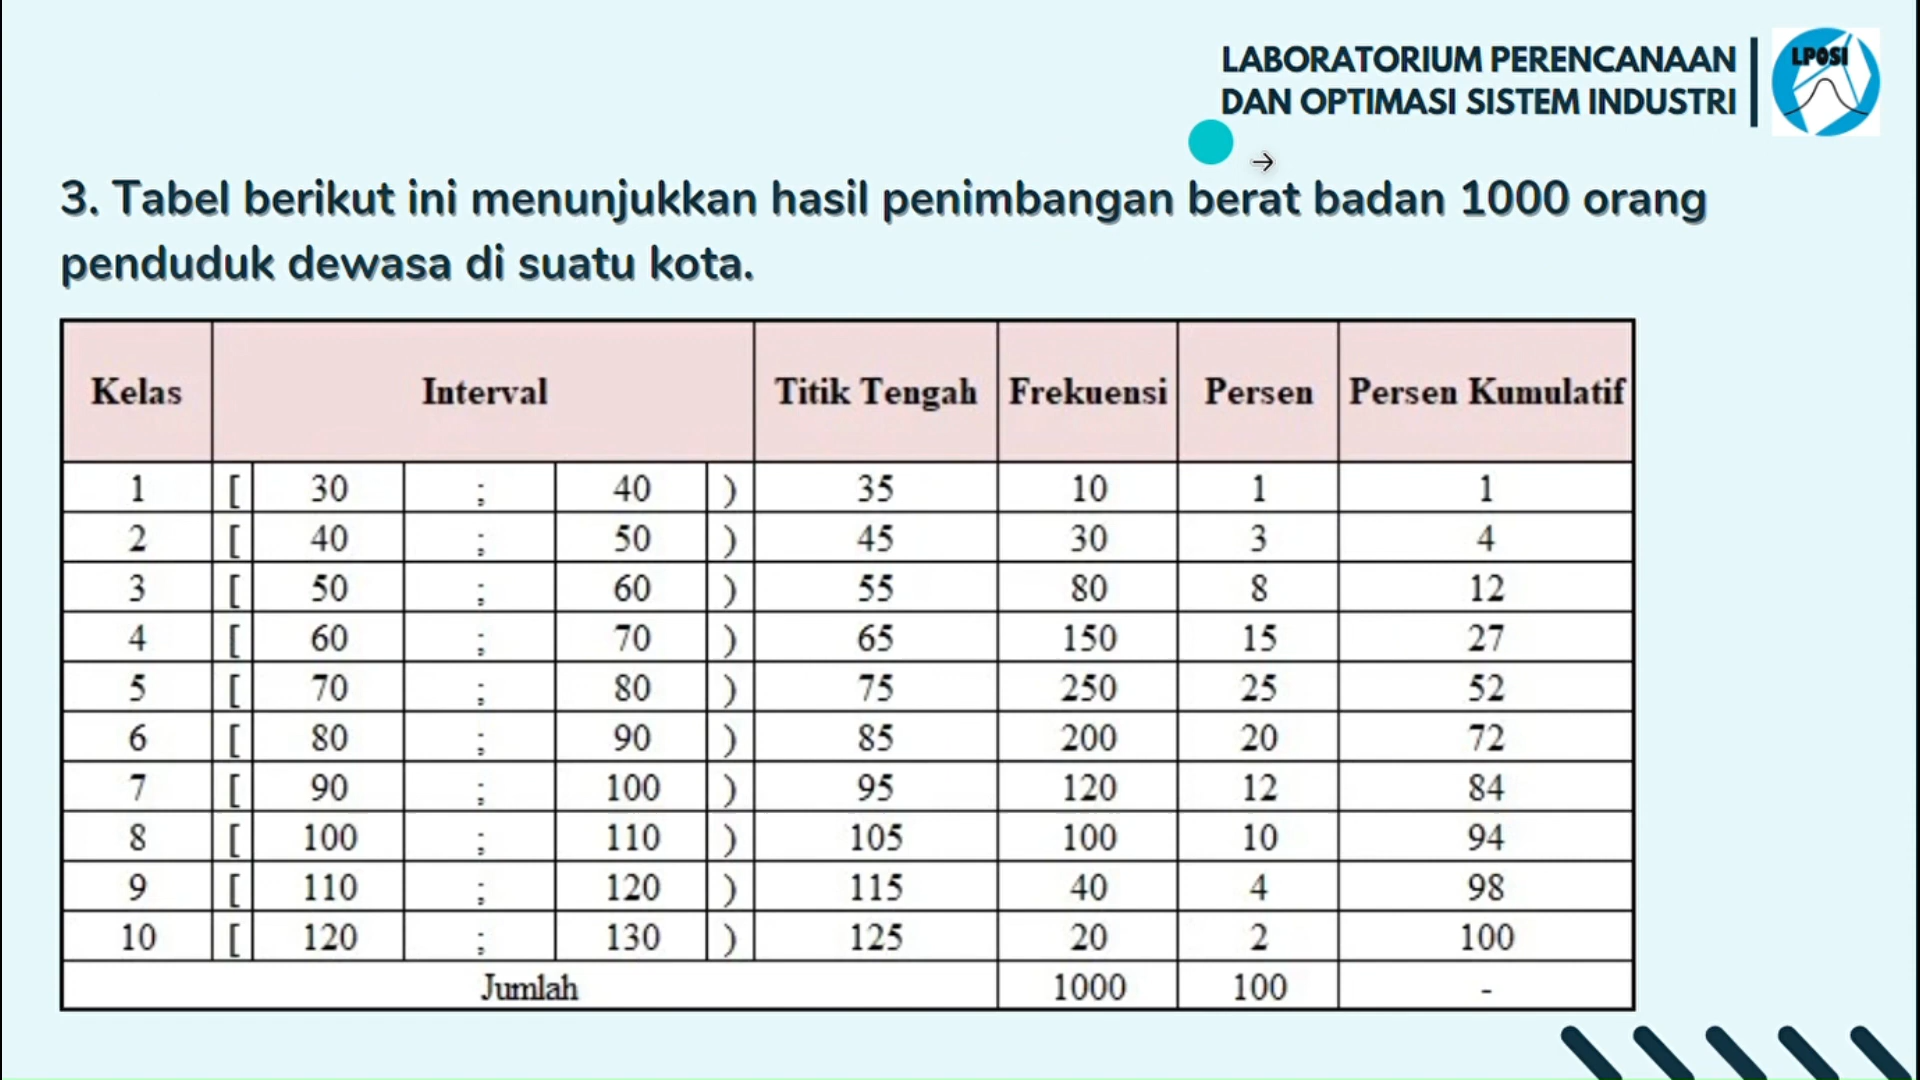 LABORATORIUM PERENCANAAN
DAN OPTIMASI SISTEM INDUSTRI
LPOSI
3. Tabel berikut ini menunjukkan hasil penimbangan berat badan 1000 orang
penduduk dewasa di suatu kota.
Kelas Interval Titik Tengah Frekuensi Persen Persen Kumulatif
1 [ 30 ; 40 ) 35 10 1 1
2 [ 40 ; 50 ) 45 30 3 4
3 [ 50 ; 60 ) 55 80 8 12
4 [ 60 ; 70 ) 65 150 15 27
5 [ 70 ; 80 ) 75 250 25 52
6 [ 80 ; 90 ) 85 200 20 72
7 [ 90 ; 100 ) 95 120 12 84
8 [ 100 ; 110 ) 105 100 10 94
9 [ 110 ; 120 ) 115 40 4 98
10 [ 120 ; 130 ) 125 20 2 100
Jumlah 1000 100 -